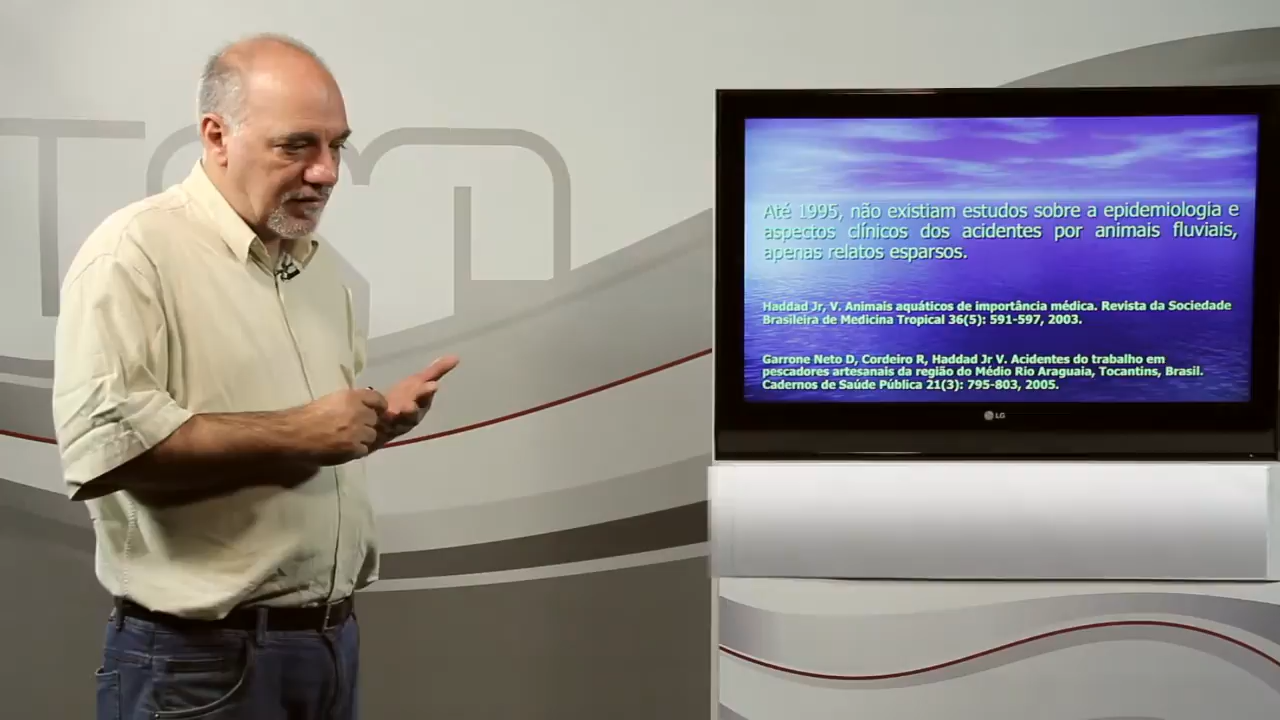 Até 1995, não existiam estudos sobre a epidemiologia e
aspectos clínicos dos acidentes por animais fluviais,
apenas relatos esparsos.
Haddad Jr, V. Animais aquáticos de importância médica. Revista da Sociedade
Brasileira de Medicina Tropical 36(5): 591-597, 2003.
Garrone Neto D, Cordeiro R, Haddad Jr V. Acidentes do trabalho em
pescadores artesanais da região do Médio Rio Araguaia, Tocantins, Brasil.
Cadernos de Saúde Pública 21(3): 795-803, 2005.
LG